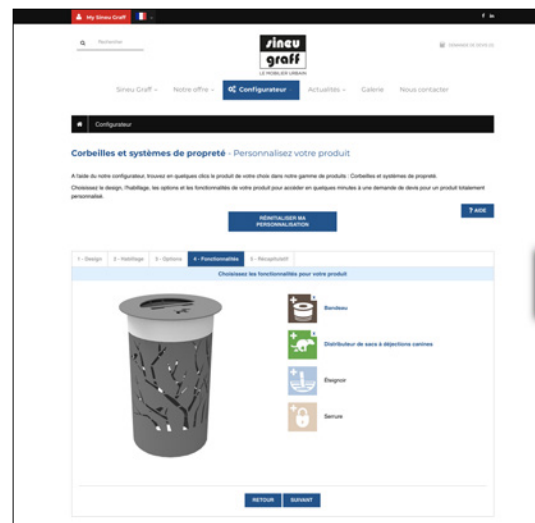 My Sineu Graff
f in
Rechercher
sineu
graff
LE MOBILIER URBAIN
DEMANDE DE DEVIS (0)
Sineu Graff
Notre offre
Configurateur
Actualités
Galerie
Nous contacter
Configurateur
Corbeilles et systèmes de propreté - Personnalisez votre produit
A l'aide du notre configurateur, trouvez en quelques clics le produit de votre choix dans notre gamme de produits : Corbeilles et systèmes de propreté.
Choisissez le design, l'habillage, les options et les fonctionnalités de votre produit pour accéder en quelques minutes à une demande de devis pour un produit totalement
personnalisé.
? AIDE
RÉINITIALISER MA
PERSONNALISATION
1 - Design
2 - Habillage
3 - Options
4 - Fonctionnalités
5 - Récapitulatif
Choisissez les fonctionnalités pour votre produit
Bandeau
Distributeur de sacs à déjections canines
Éteignoir
Serrure
RETOUR
SUIVANT